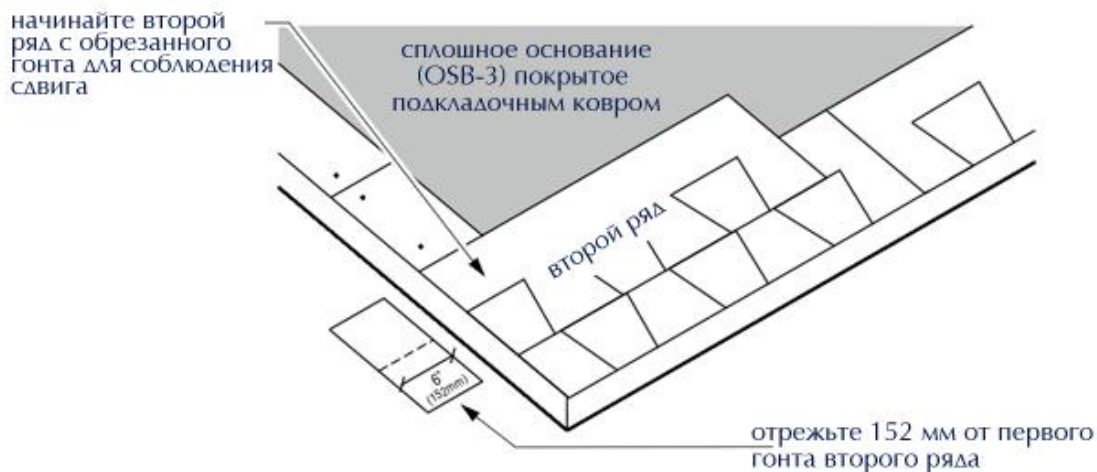 начинайте второй
ряд с обрезанного
гонта для соблюдения
сдвига
сплошное основание
(OSB-3) покрытое
подкладочным ковром
второй ряд
6"
(152mm)
отрежьте 152 мм от первого
гонта второго ряда